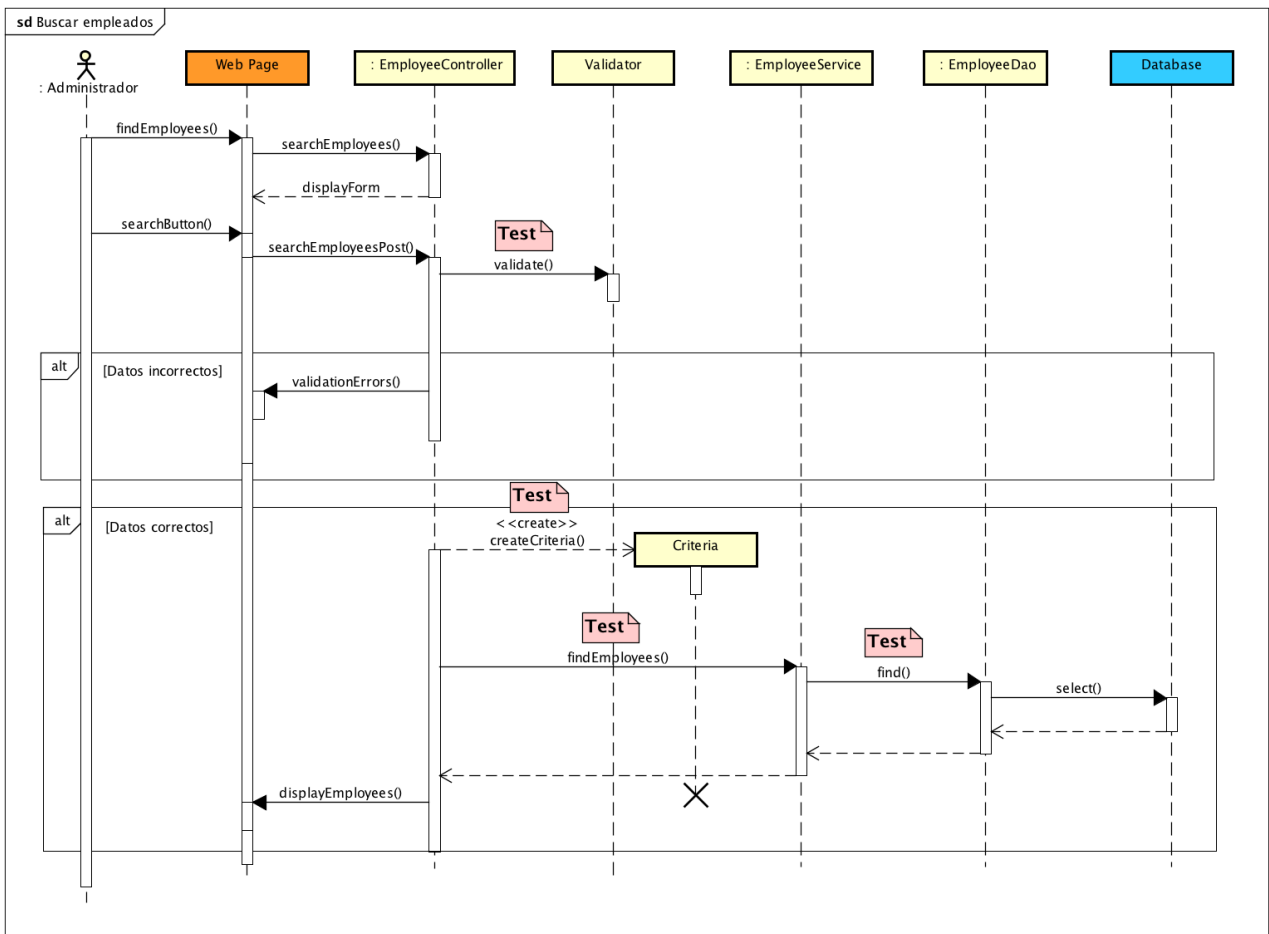 sd Buscar empleados
: Administrador
Web Page
: EmployeeController
Validator
: EmployeeService
: EmployeeDao
Database
findEmployees()
searchEmployees()
displayForm
searchButton()
Test
searchEmployeesPost()
validate()
alt
[Datos incorrectos]
validationErrors()
alt
[Datos correctos]
Test
<<create>>
createCriteria()
Criteria
Test
findEmployees()
Test
find()
select()
displayEmployees()